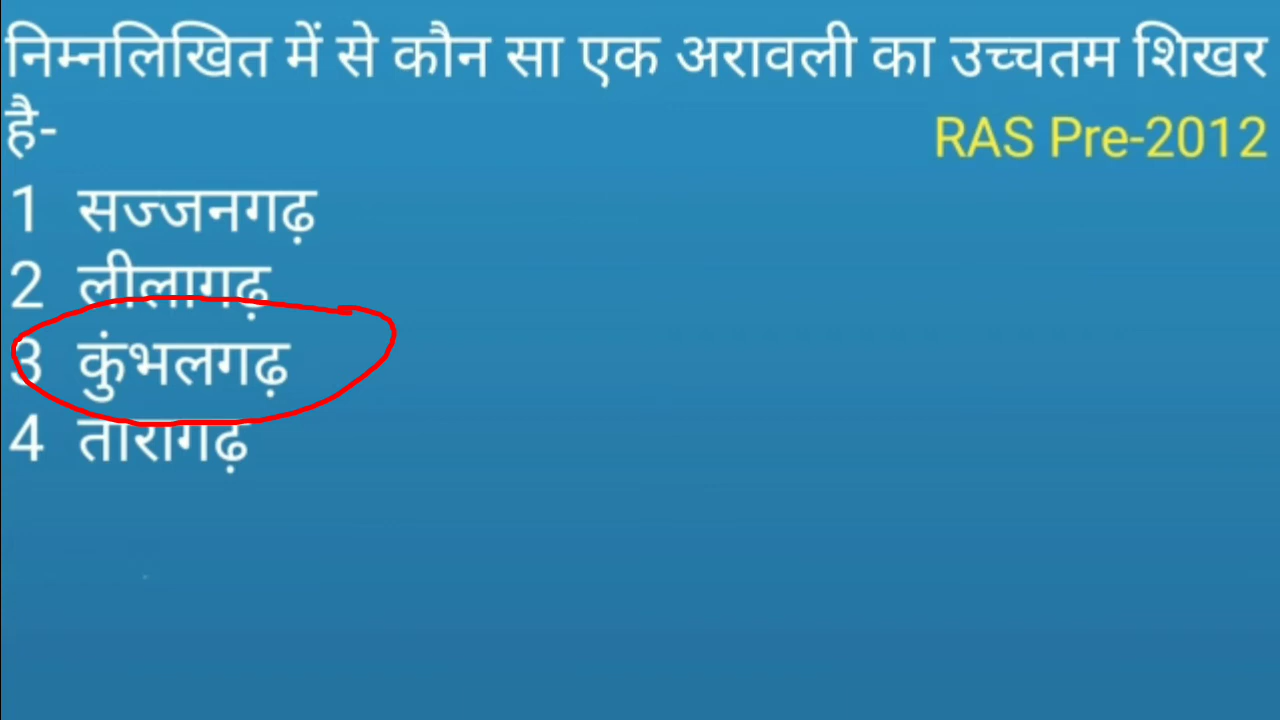 निम्नलिखित में से कौन सा एक अरावली का उच्चतम शिखर
है- RAS Pre-2012
1 सज्जनगढ़
2 लीलागढ़
3 कुंभलगढ़
4 तारागढ़